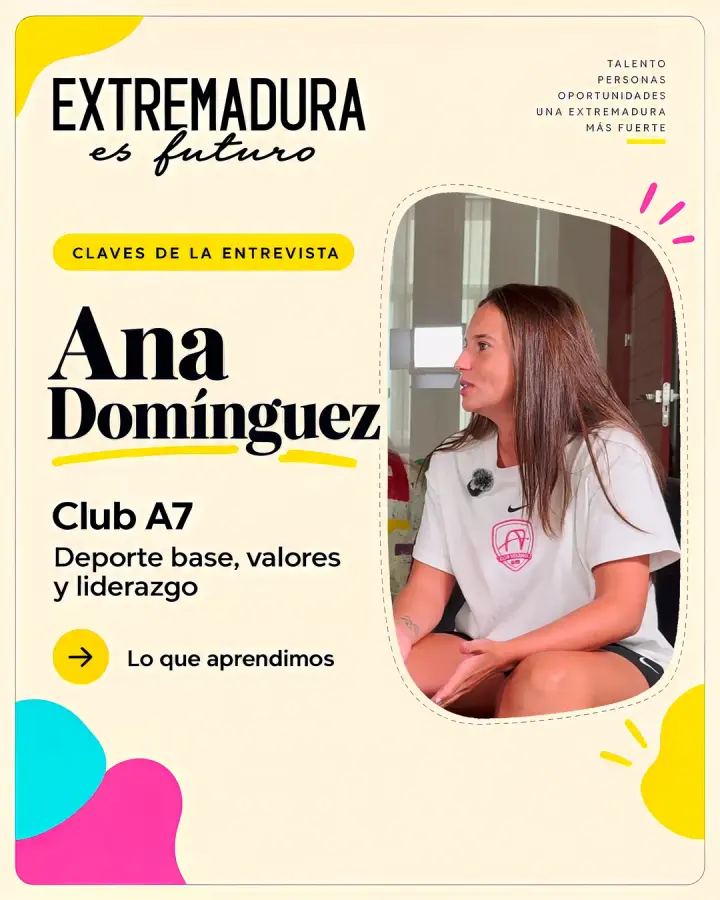 EXTREMADURA
es futuro
TALENTO
PERSONAS
OPORTUNIDADES
UNA EXTREMADURA
MÁS FUERTE
CLAVES DE LA ENTREVISTA
Ana
Domínguez
Club A7
Deporte base, valores
y liderazgo
Lo que aprendimos